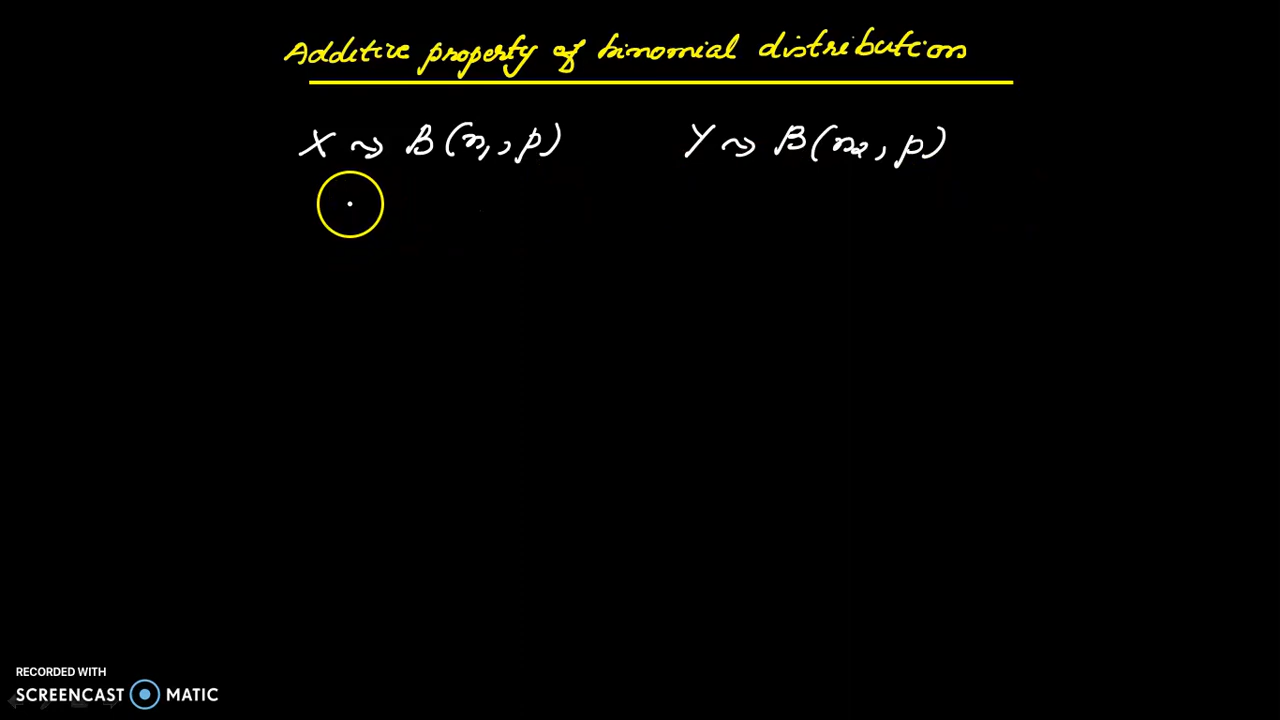 Additive property of binomial distribution
X ~> B(n₁, p) Y ~> B(n₂, p)
RECORDED WITH
SCREENCAST MATIC